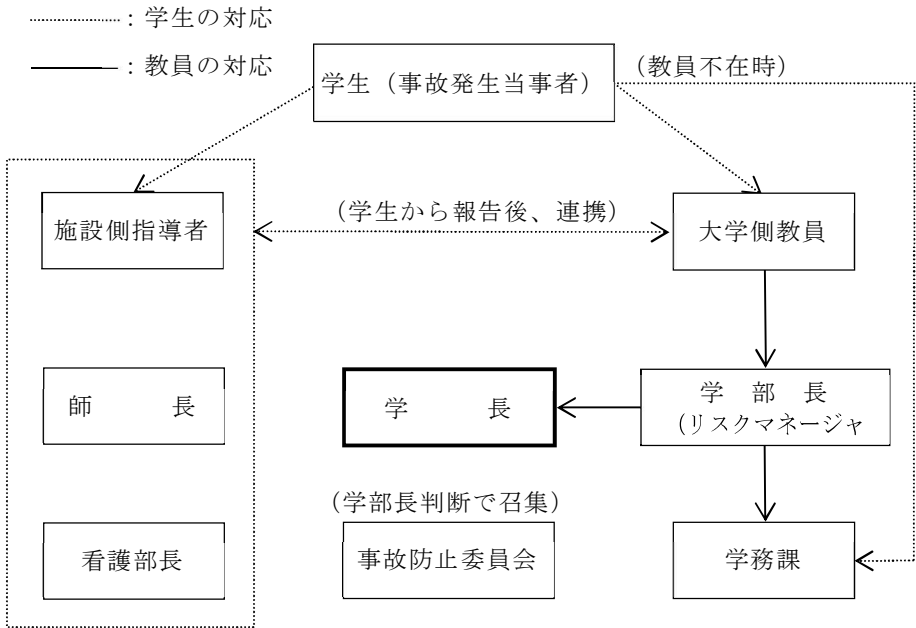 ：学生の対応
：教員の対応
学生（事故発生当事者）
（教員不在時）
施設側指導者
（学生から報告後、連携）
大学側教員
師　　　長
学　　　長
学　部　長
（リスクマネージャ
（学部長判断で召集）
看護部長
事故防止委員会
学務課